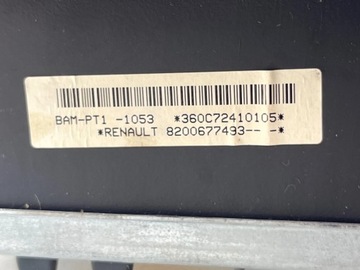 BAM-PT1 -1053 *360C72410105*
*RENAULT 8200677493-- -*